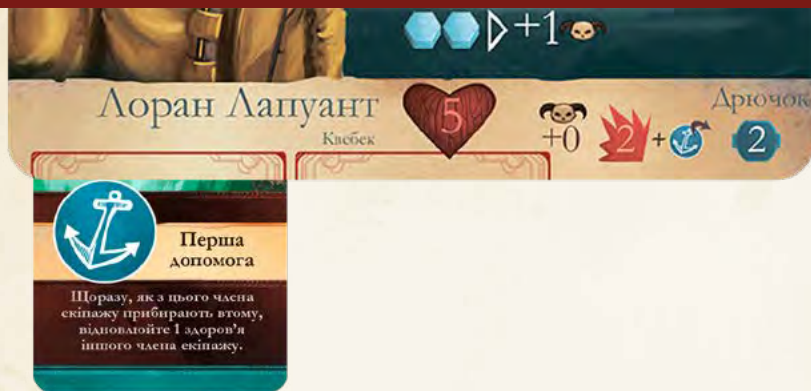 +1
Лоран Лапуант
Квебек
5
+0
2
+
Дрючок
2
Перша
допомога
Щоразу, як з цього члена
скіпажу прибирають втому,
відновлюйте 1 здоров'я
іншого члена екіпажу.